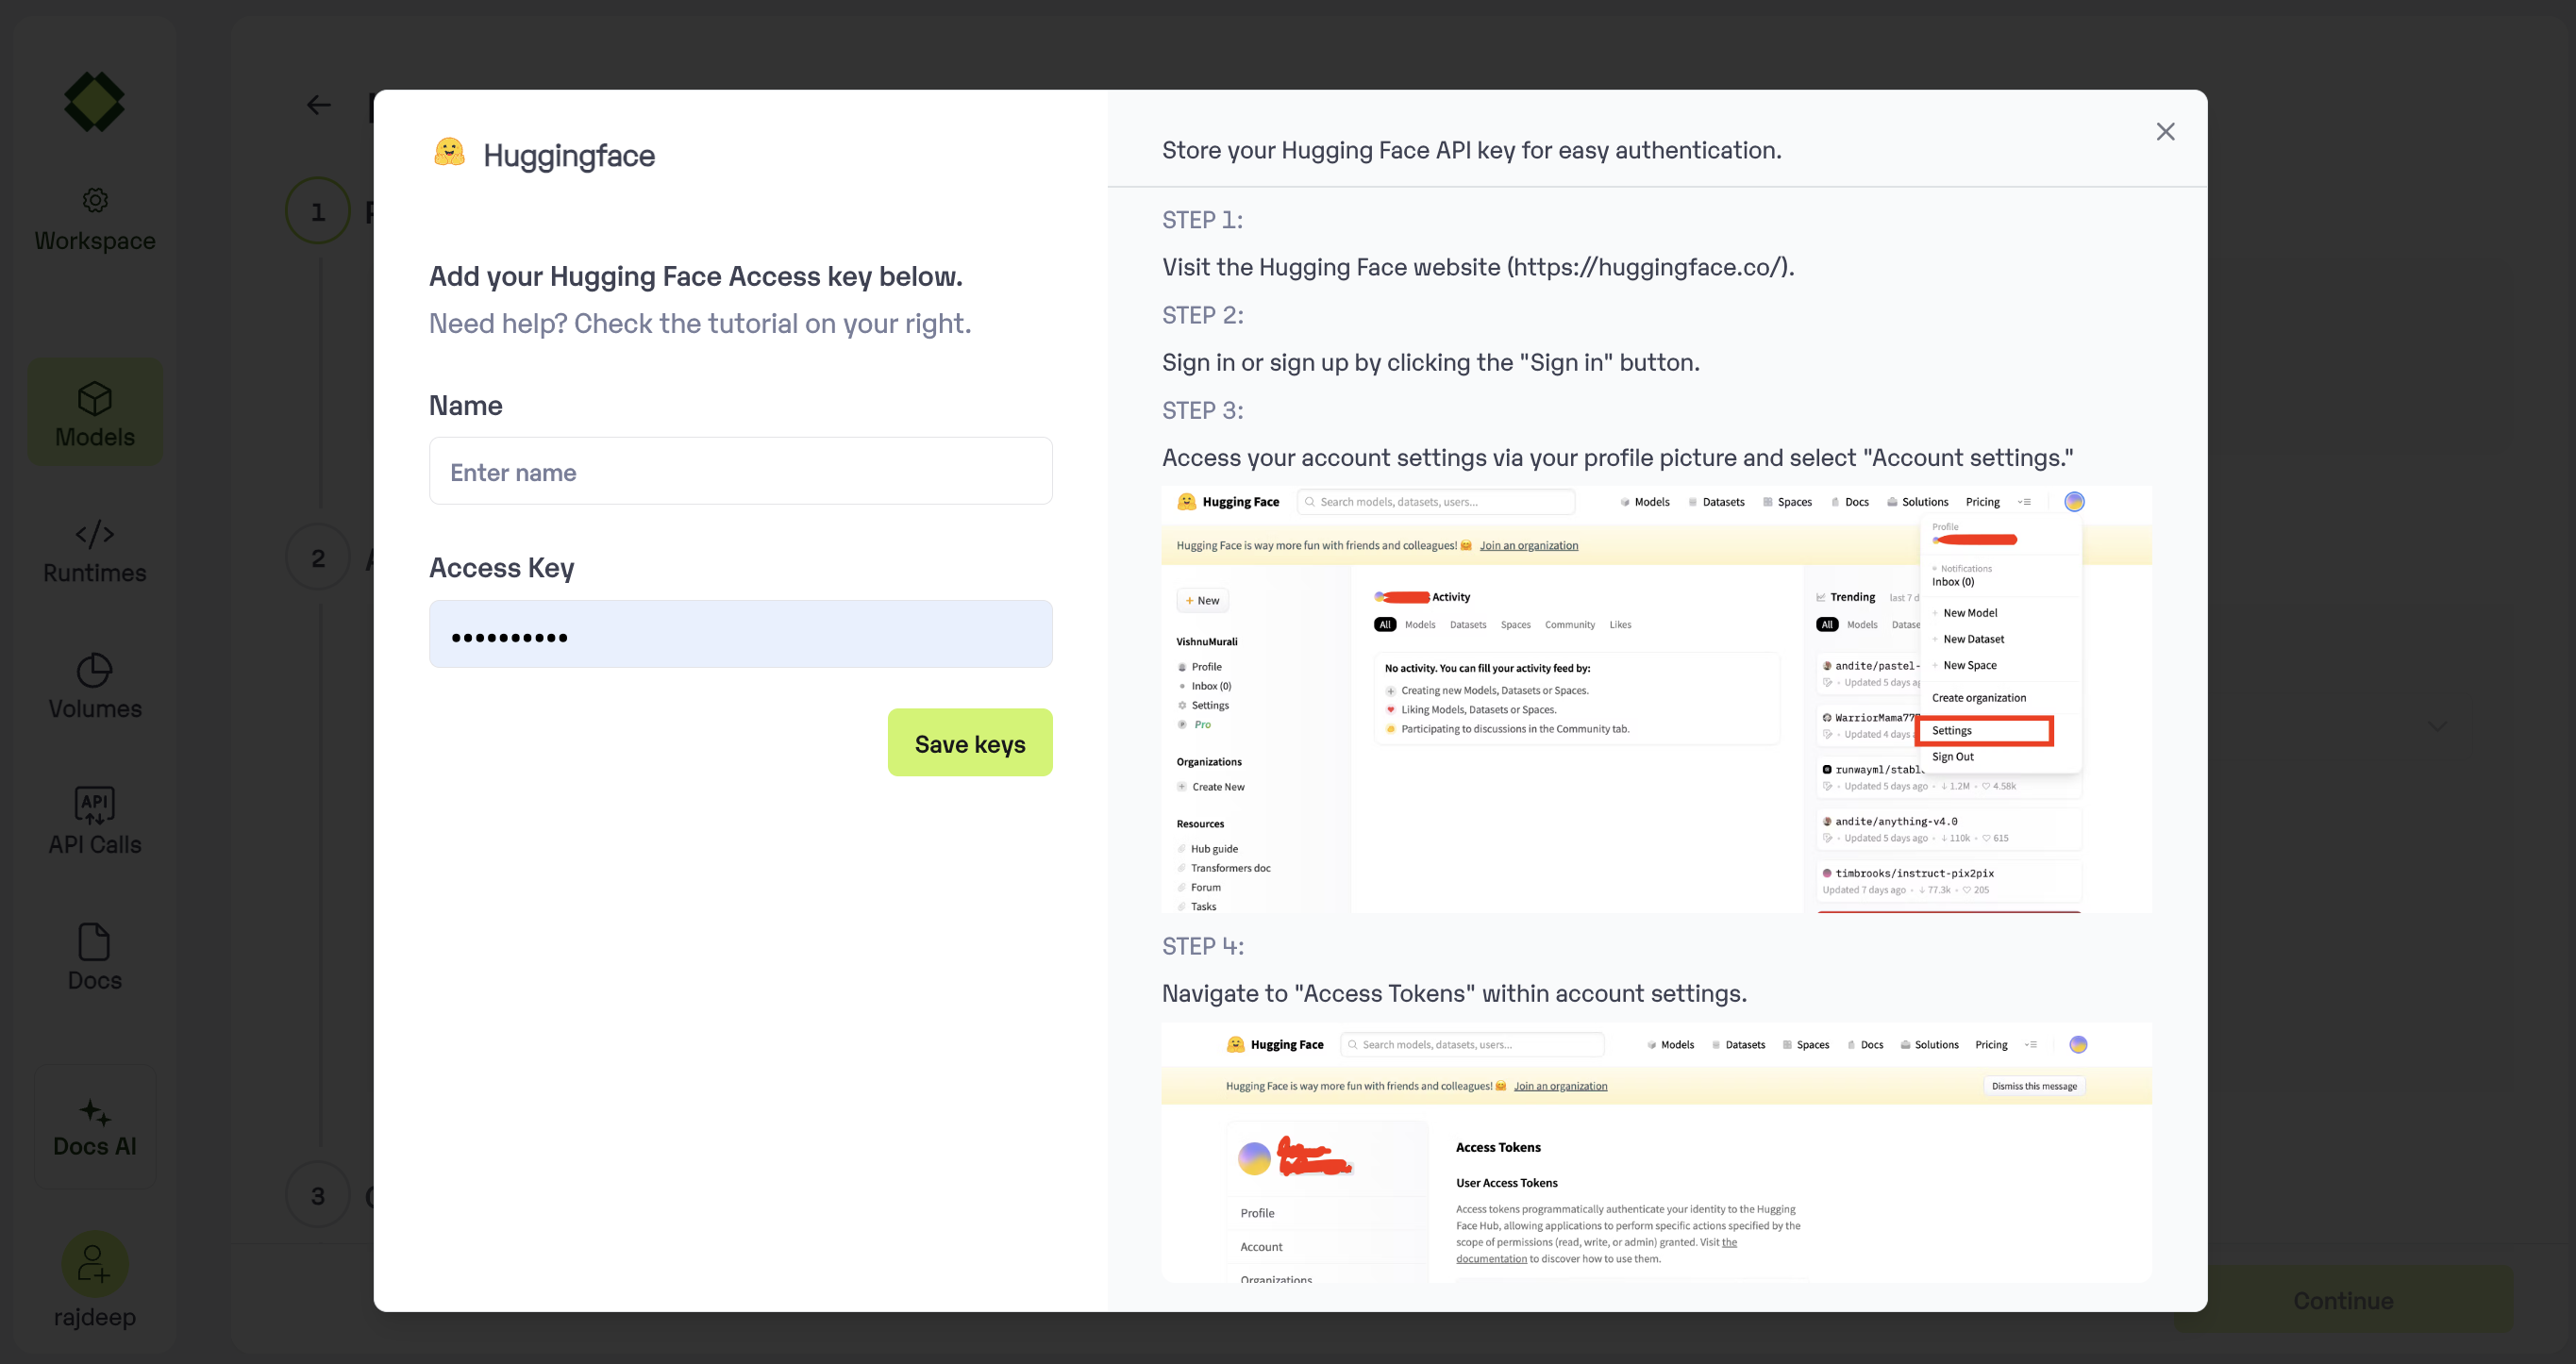 Workspace
Models
Runtimes
Volumes
API
API Calls
Docs
Docs AI
rajdeep
1
2
3
Huggingface
Add your Hugging Face Access key below.
Need help? Check the tutorial on your right.
Name
Enter name
Access Key
••••••••••
Save keys
Store your Hugging Face API key for easy authentication.
STEP 1:
Visit the Hugging Face website (https://huggingface.co/).
STEP 2:
Sign in or sign up by clicking the "Sign in" button.
STEP 3:
Access your account settings via your profile picture and select "Account settings."
Hugging Face Search models, datasets, users... Models Datasets Spaces Docs Solutions Pricing
Hugging Face is way more fun with friends and colleagues! Join an organization
+ New
VishnuMurali
Profile
Inbox (0)
Settings
Pro
Organizations
Create New
Resources
Hub guide
Transformers doc
Forum
Tasks
Activity
All Models Datasets Spaces Community Likes
No activity. You can fill your activity feed by:
Creating new Models, Datasets or Spaces.
Liking Models, Datasets or Spaces.
Participating to discussions in the Community tab.
Trending last 7 d
All Models Datase
andite/pastel-
Updated 5 days ag
WarriorMama77
Updated 4 days
runwayml/stabl
Updated 5 days ago • 1.2M • 4.58k
andite/anything-v4.0
Updated 5 days ago • 110k • 615
timbrooks/instruct-pix2pix
Updated 7 days ago • 77.3k • 205
Profile
Notifications
Inbox (0)
New Model
New Dataset
New Space
Create organization
Settings
Sign Out
STEP 4:
Navigate to "Access Tokens" within account settings.
Hugging Face Search models, datasets, users... Models Datasets Spaces Docs Solutions Pricing
Hugging Face is way more fun with friends and colleagues! Join an organization Dismiss this message
Profile
Account
Organizations
Access Tokens
User Access Tokens
Access tokens programmatically authenticate your identity to the Hugging
Face Hub, allowing applications to perform specific actions specified by the
scope of permissions (read, write, or admin) granted. Visit the
documentation to discover how to use them.
Continue